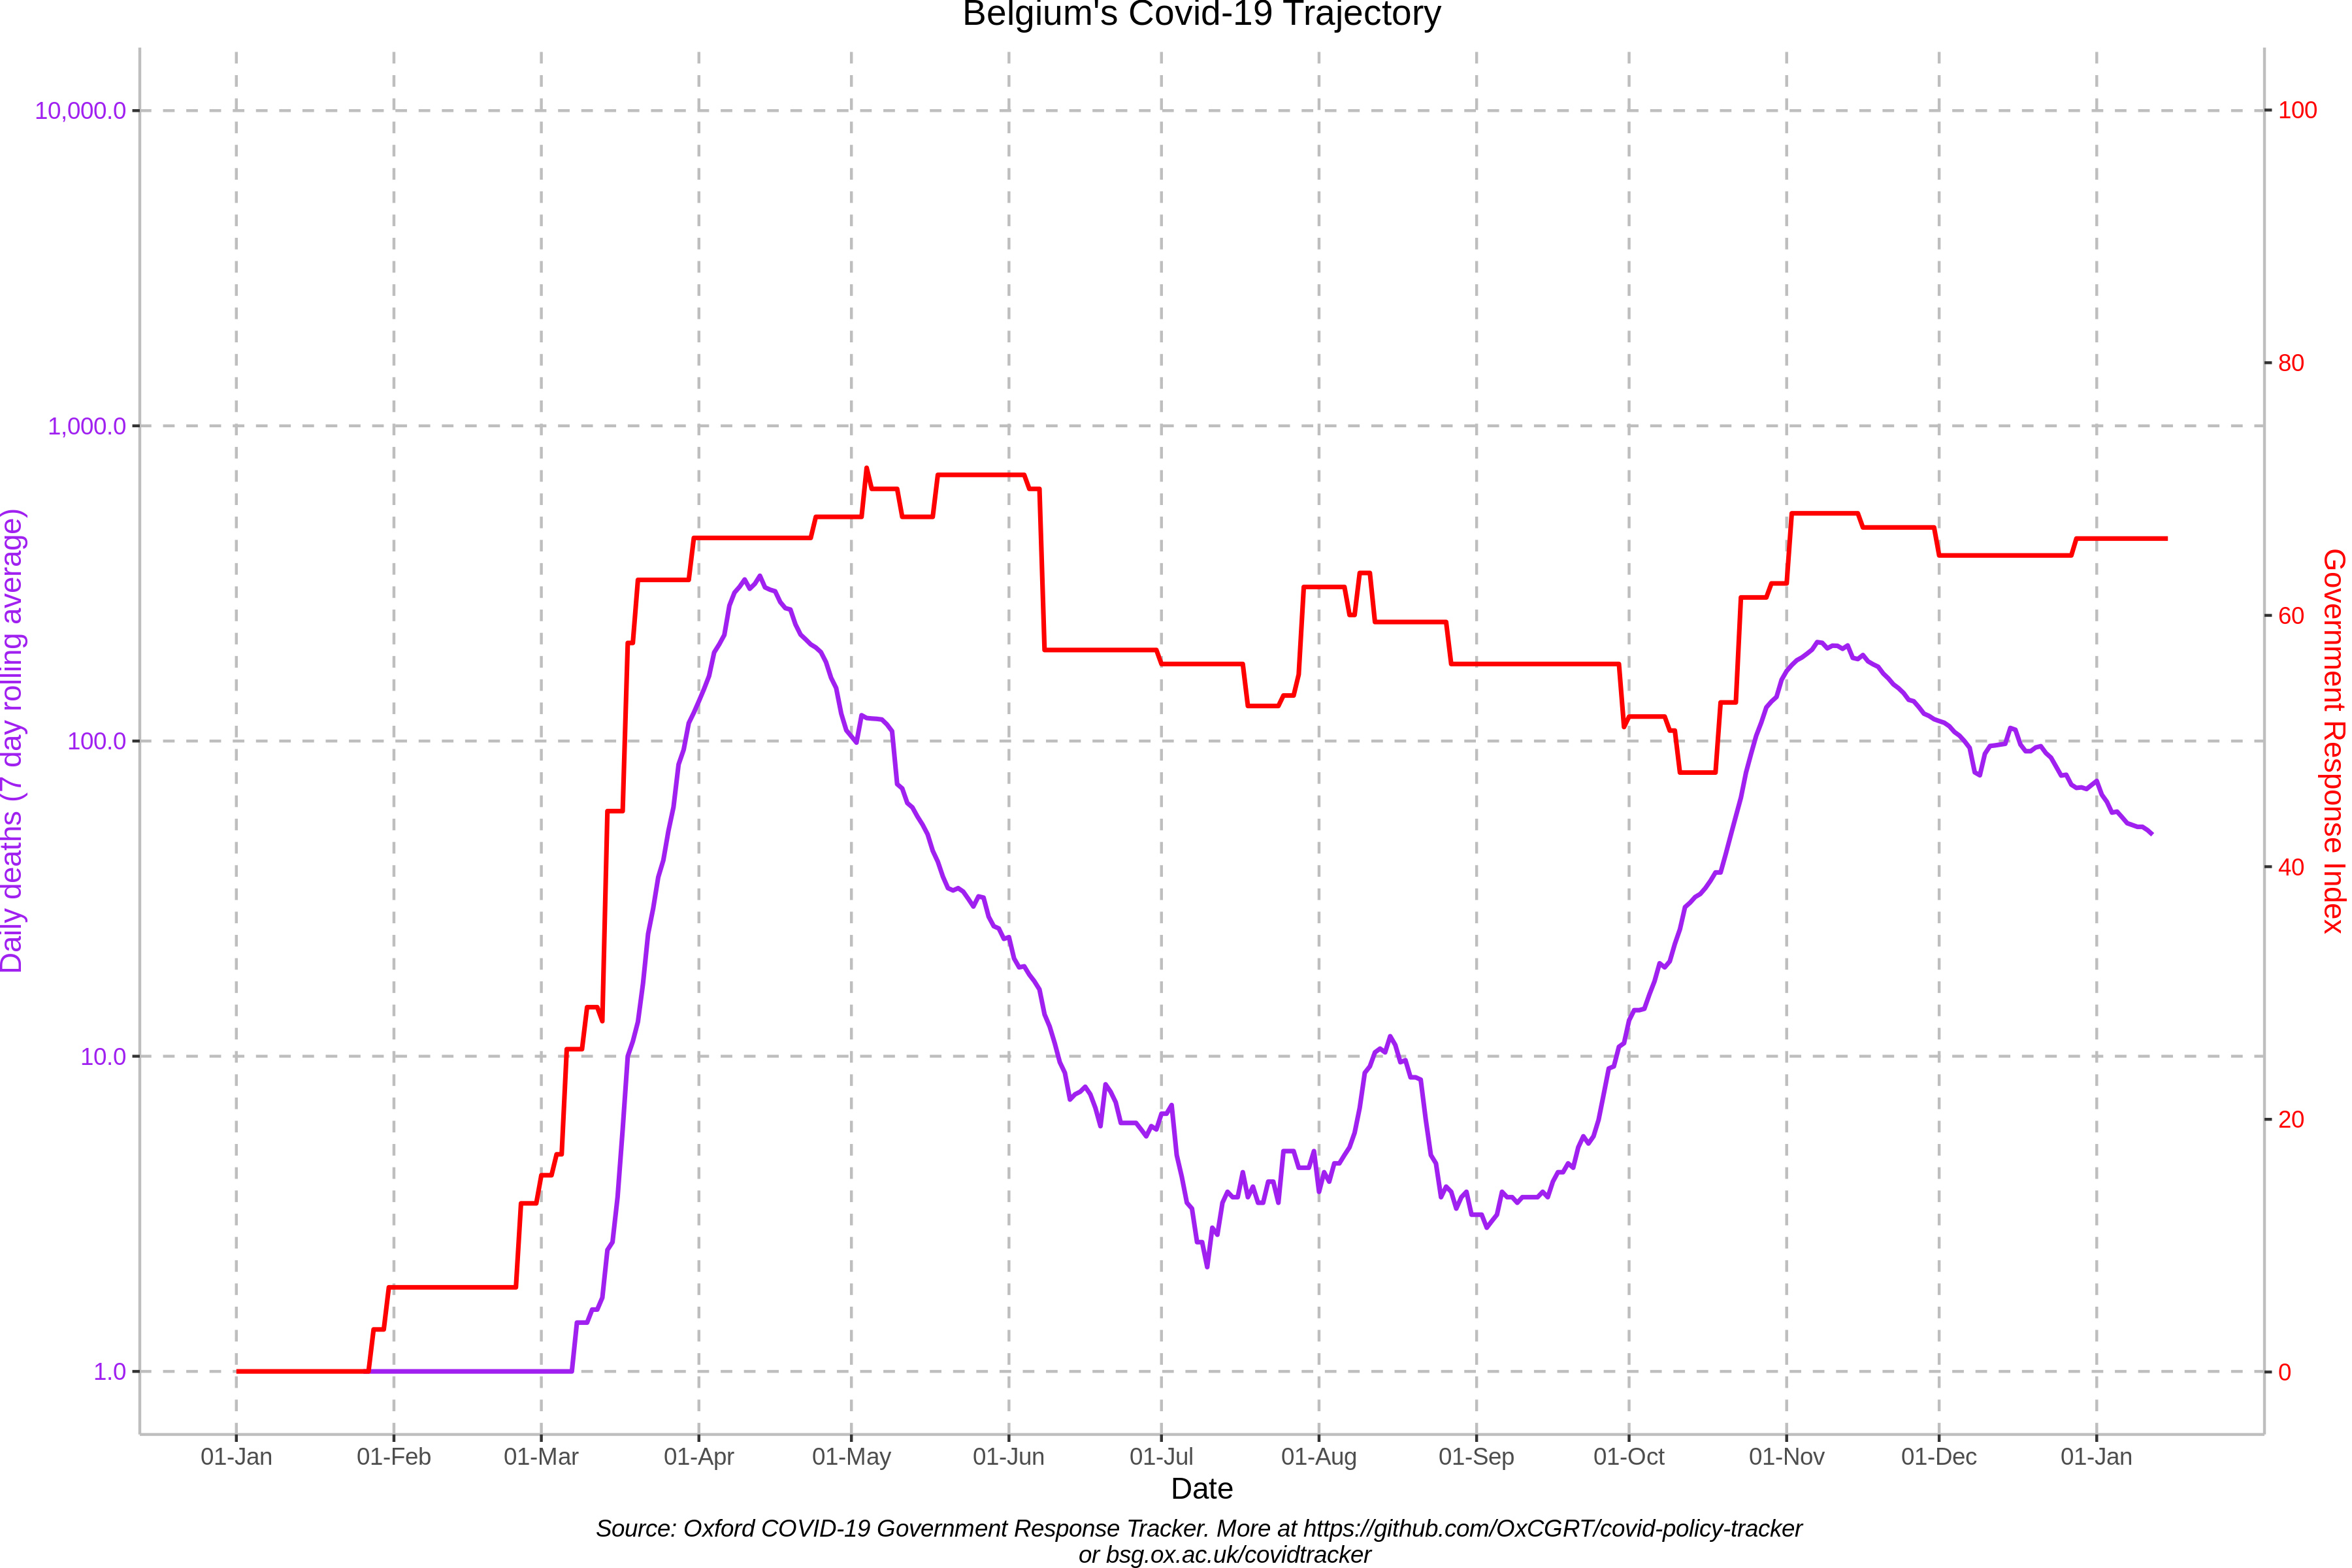 Belgium's Covid-19 Trajectory
10,000.0
1,000.0
100.0
10.0
1.0
Daily deaths (7 day rolling average)
100
80
60
40
20
0
Government Response Index
01-Jan 01-Feb 01-Mar 01-Apr 01-May 01-Jun 01-Jul 01-Aug 01-Sep 01-Oct 01-Nov 01-Dec 01-Jan
Date
Source: Oxford COVID-19 Government Response Tracker. More at https://github.com/OxCGRT/covid-policy-tracker
or bsg.ox.ac.uk/covidtracker